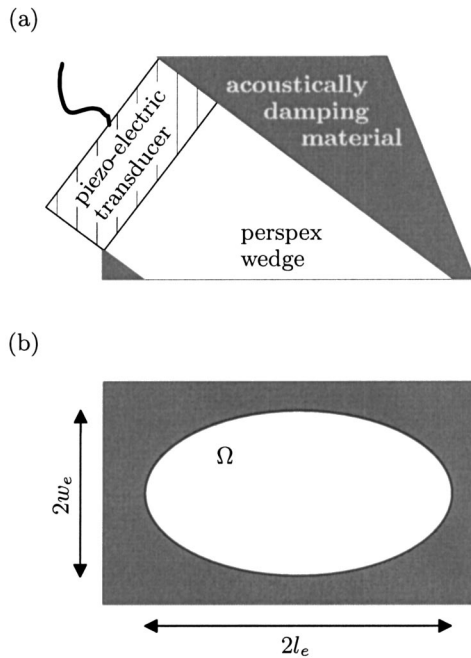 (a)
acoustically
damping
material
piezo-electric
transducer
perspex
wedge
(b)
Ω
2w_e
2l_e